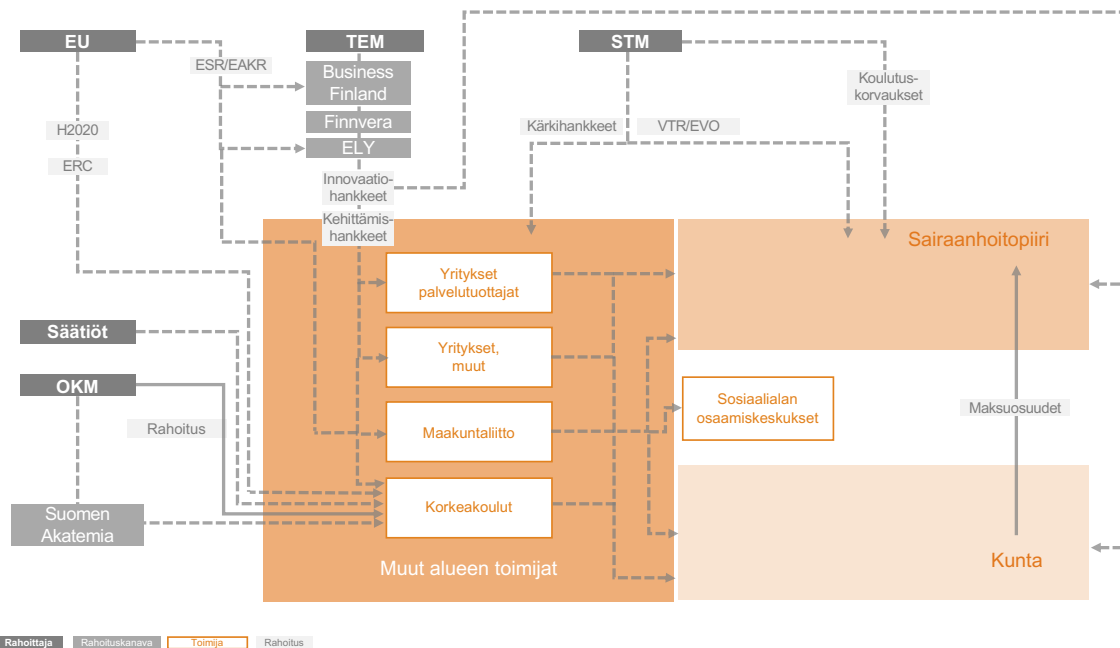 EU
TEM
STM
ESR/EAKR
Business
Finland
Koulutus-
korvaukset
Finnvera
H2020
Kärkihankkeet
VTR/EVO
ELY
ERC
Innovaatio-
hankkeet
Kehittämis-
hankkeet
Sairaanhoitopiiri
Yritykset
palvelutuottajat
Säätiöt
Yritykset,
muut
OKM
Sosiaalialan
osaamiskeskukset
Maksuosuudet
Rahoitus
Maakuntaliitto
Korkeakoulut
Suomen
Akatemia
Muut alueen toimijat
Kunta
Rahoittaja
Rahoituskanava
Toimija
Rahoitus